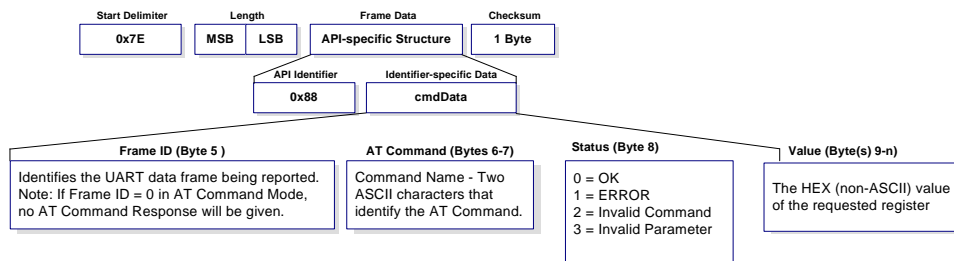 Start Delimiter
Length
Frame Data
Checksum
0x7E
MSB
LSB
API-specific Structure
1 Byte
API Identifier
Identifier-specific Data
0x88
cmdData
Frame ID (Byte 5 )
Identifies the UART data frame being reported.
Note: If Frame ID = 0 in AT Command Mode,
no AT Command Response will be given.
AT Command (Bytes 6-7)
Command Name - Two
ASCII characters that
identify the AT Command.
Status (Byte 8)
0 = OK
1 = ERROR
2 = Invalid Command
3 = Invalid Parameter
Value (Byte(s) 9-n)
The HEX (non-ASCII) value
of the requested register